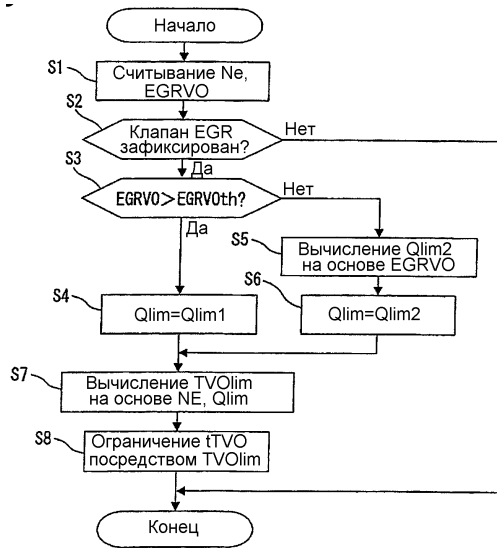 Начало
S1
Считывание Ne,
EGRVO
S2
Клапан EGR
зафиксирован?
Нет
Да
S3
EGRVO>EGRVOth?
Нет
Да
S5
Вычисление Qlim2
на основе EGRVO
S4
Qlim=Qlim1
S6
Qlim=Qlim2
S7
Вычисление TVOlim
на основе NE, Qlim
S8
Ограничение tTVO
посредством TVOlim
Конец